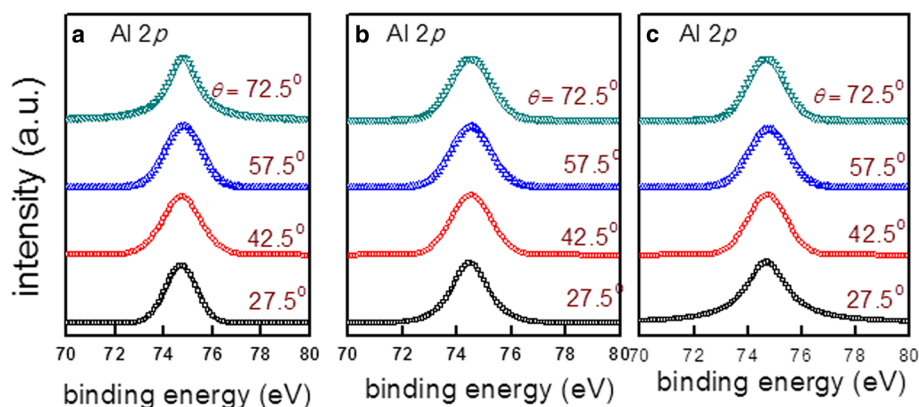 a Al 2p
θ = 72.5°
57.5°
42.5°
27.5°
70 72 74 76 78 80
binding energy (eV)
intensity (a.u.)
b Al 2p
θ = 72.5°
57.5°
42.5°
27.5°
70 72 74 76 78 80
binding energy (eV)
c Al 2p
θ = 72.5°
57.5°
42.5°
27.5°
70 72 74 76 78 80
binding energy (eV)